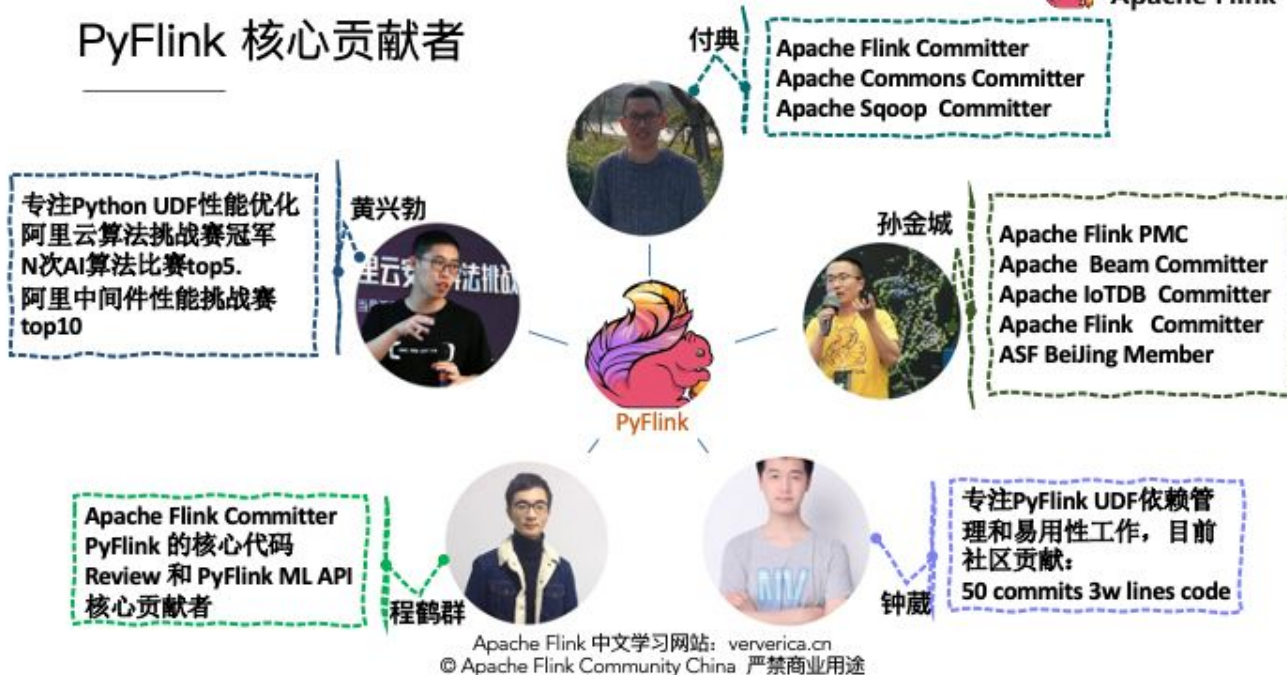 Apache Flink
PyFlink 核心贡献者
付典
Apache Flink Committer
Apache Commons Committer
Apache Sqoop Committer
黄兴勃
专注Python UDF性能优化
阿里云算法挑战赛冠军
N次AI算法比赛top5.
阿里中间件性能挑战赛
top10
孙金城
Apache Flink PMC
Apache Beam Committer
Apache IoTDB Committer
Apache Flink Committer
ASF BeiJing Member
PyFlink
Apache Flink Committer
PyFlink 的核心代码
Review 和 PyFlink ML API
核心贡献者
程鹤群
专注PyFlink UDF依赖管
理和易用性工作，目前
社区贡献：
50 commits 3w lines code
钟葳
Apache Flink 中文学习网站：ververica.cn
© Apache Flink Community China 严禁商业用途